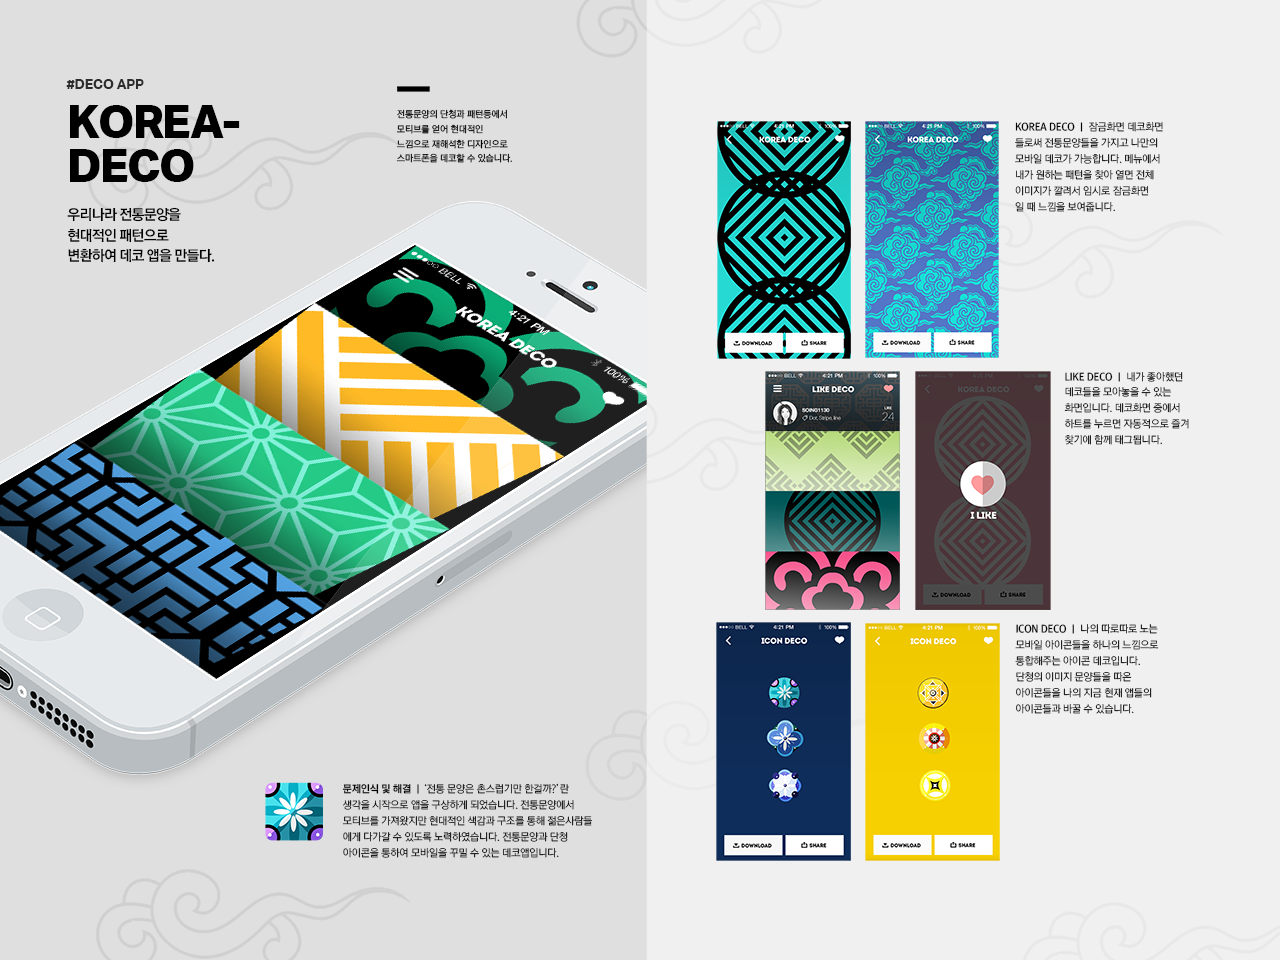 #DECO APP
KOREA-
DECO
우리나라 전통문양을
현대적인 패턴으로
변환하여 데코 앱을 만들다.
전통문양의 단청과 패턴등에서
모티브를 얻어 현대적인
느낌으로 재해석한 디자인으로
스마트폰을 데코할 수 있습니다.
BELL
4:21 PM
100%
KOREA DECO
문제인식 및 해결 | '전통 문양은 촌스럽기만 한걸까?' 란
생각을 시작으로 앱을 구상하게 되었습니다. 전통문양에서
모티브를 가져왔지만 현대적인 색감과 구조를 통해 젊은사람들
에게 다가갈 수 있도록 노력하였습니다. 전통문양과 단청
아이콘을 통하여 모바일을 꾸밀 수 있는 데코앱입니다.
BELL 4:21 PM 100%
KOREA DECO
DOWNLOAD
SHARE
BELL 4:21 PM 100%
KOREA DECO
DOWNLOAD
SHARE
KOREA DECO | 잠금화면 데코화면
들로써 전통문양들을 가지고 나만의
모바일 데코가 가능합니다. 메뉴에서
내가 원하는 패턴을 찾아 열면 전체
이미지가 깔려서 임시로 잠금화면
일 때 느낌을 보여줍니다.
BELL 4:21 PM 100%
LIKE DECO
SOING1130
Dot, Stripe, line
LIKE
24
KOREA DECO
I LIKE
DOWNLOAD
SHARE
LIKE DECO | 내가 좋아했던
데코들을 모아놓을 수 있는
화면입니다. 데코화면 중에서
하트를 누르면 자동적으로 즐겨
찾기에 함께 태그됩니다.
BELL 4:21 PM 100%
ICON DECO
DOWNLOAD
SHARE
BELL 4:21 PM 100%
ICON DECO
DOWNLOAD
SHARE
ICON DECO | 나의 따로따로 노는
모바일 아이콘들을 하나의 느낌으로
통합해주는 아이콘 데코입니다.
단청의 이미지 문양들을 따온
아이콘들을 나의 지금 현재 앱들의
아이콘들과 바꿀 수 있습니다.